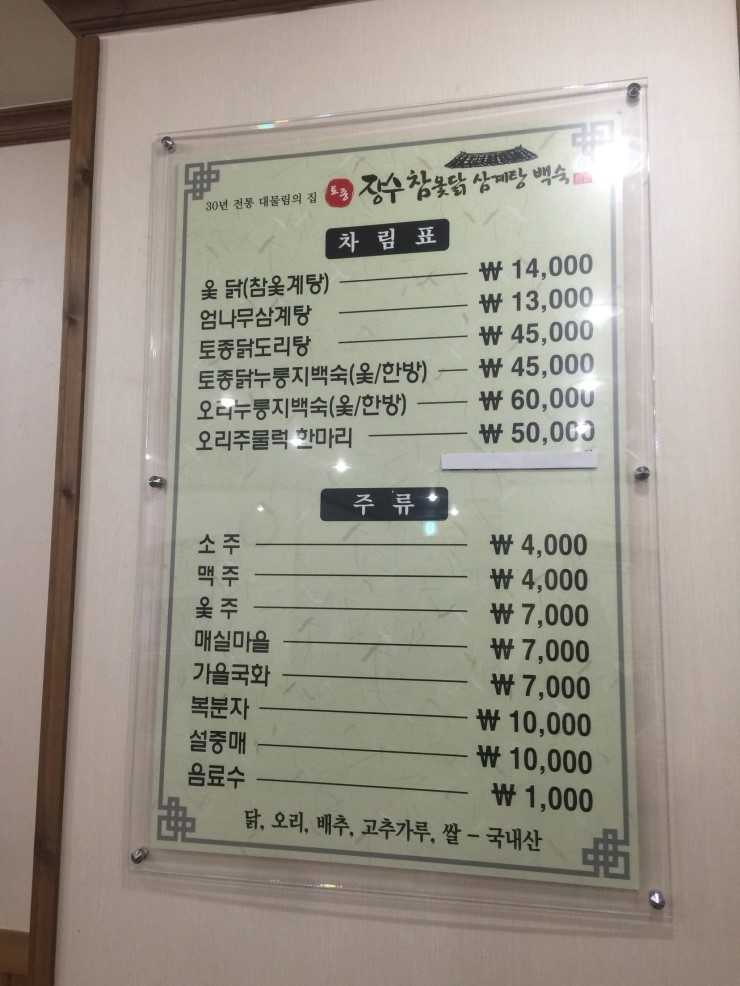 30년 전통 대물림의 집 토종 장수 참옻닭 삼계탕 백숙
차림표
옻 닭(참옻계탕) ₩ 14,000
엄나무삼계탕 ₩ 13,000
토종닭도리탕 ₩ 45,000
토종닭누룽지백숙(옻/한방) ₩ 45,000
오리누룽지백숙(옻/한방) ₩ 60,000
오리주물럭 한마리 ₩ 50,000
주류
소 주 ₩ 4,000
맥 주 ₩ 4,000
옻 주 ₩ 7,000
매실마을 ₩ 7,000
가을국화 ₩ 7,000
복분자 ₩ 10,000
설중매 ₩ 10,000
음료수 ₩ 1,000
닭, 오리, 배추, 고추가루, 쌀 - 국내산